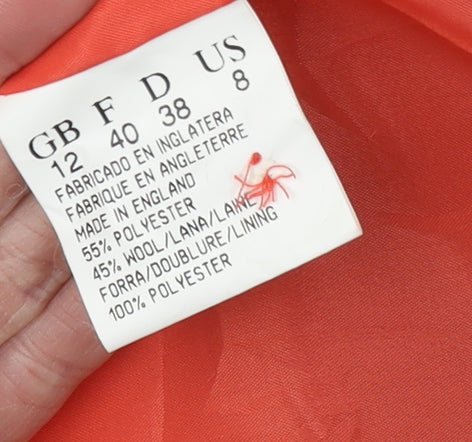 GB F D US
12 40 38 8
FABRICADO EN INGLATERA
FABRIQUE EN ANGLETERRE
MADE IN ENGLAND
55% POLYESTER
45% WOOL/LANA/LAINE
FORRA/DOUBLURE/LINING
100% POLYESTER